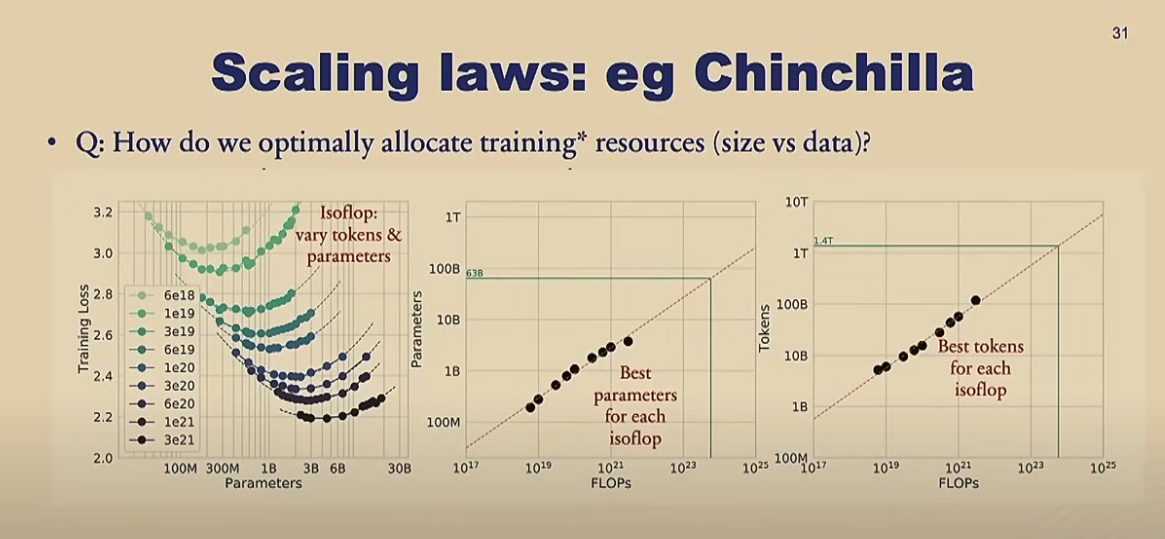 31
Scaling laws: eg Chinchilla
• Q: How do we optimally allocate training* resources (size vs data)?
3.2
3.0
2.8
2.6
2.4
2.2
2.0
Training Loss
Isoflop:
vary tokens &
parameters
6e18
1e19
3e19
6e19
1e20
3e20
6e20
1e21
3e21
100M 300M 1B 3B 6B 30B
Parameters
1T
100B
10B
1B
100M
Parameters
63B
Best
parameters
for each
isoflop
10^17 10^19 10^21 10^23 10^25
FLOPs
10T
1T
100B
10B
1B
100M
Tokens
1.4T
Best tokens
for each
isoflop
10^17 10^19 10^21 10^23 10^25
FLOPs